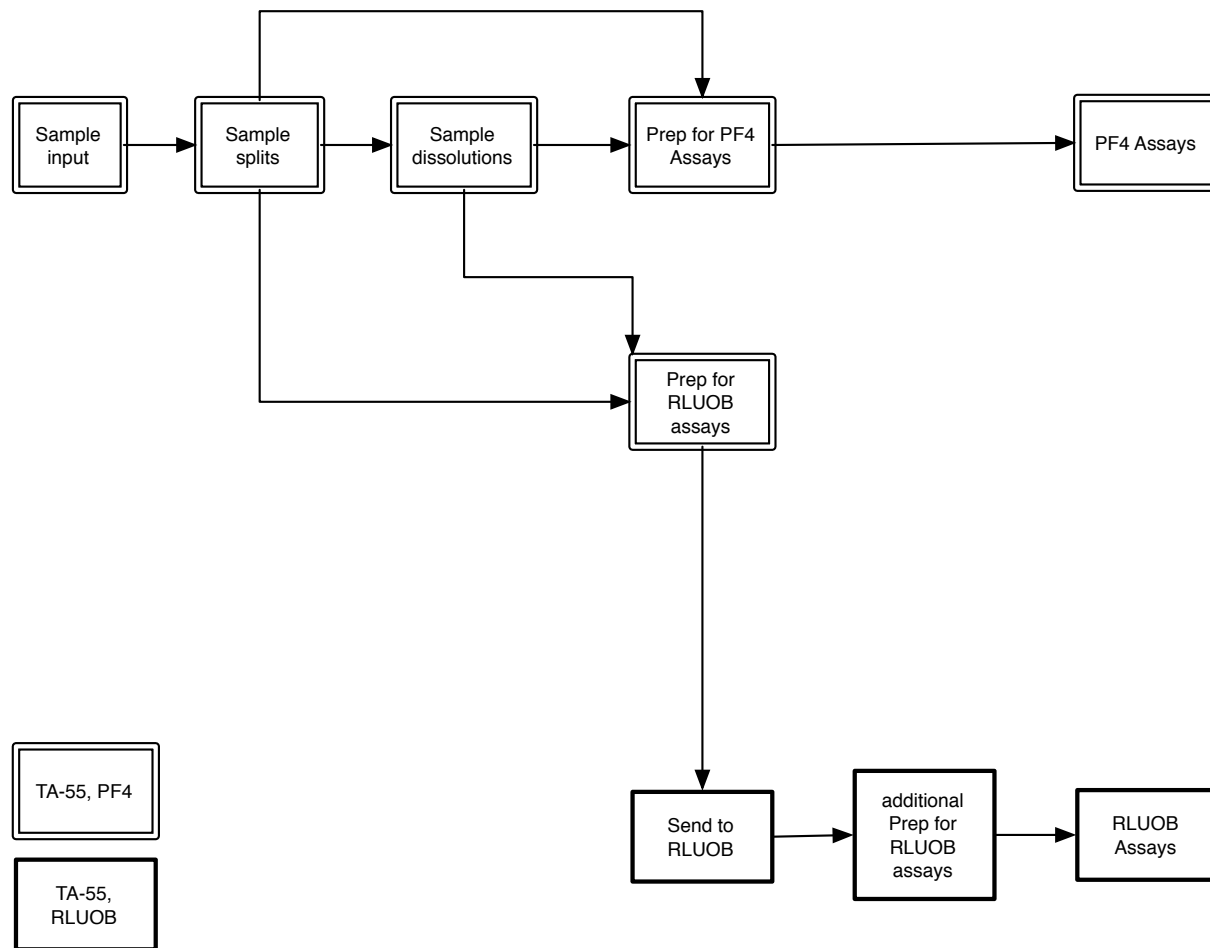 Sample
input
Sample
splits
Sample
dissolutions
Prep for PF4
Assays
PF4 Assays
Prep for
RLUOB
assays
TA-55, PF4
Send to
RLUOB
additional
Prep for
RLUOB
assays
RLUOB
Assays
TA-55,
RLUOB